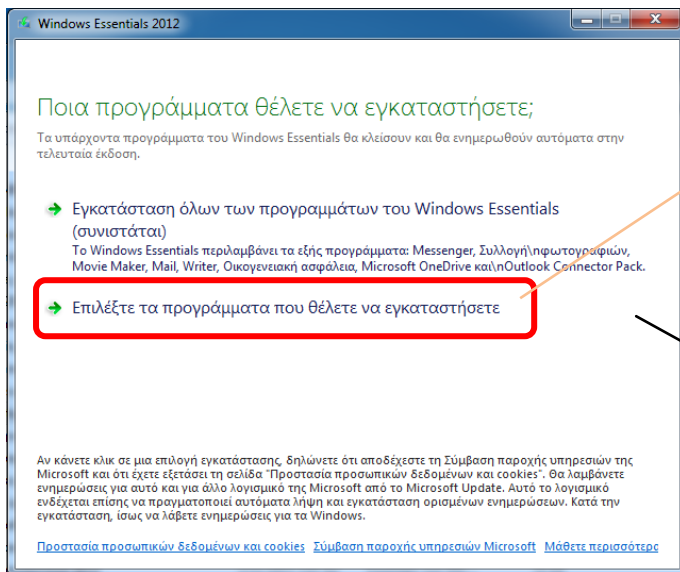 Windows Essentials 2012
Ποια προγράμματα θέλετε να εγκαταστήσετε;
Τα υπάρχοντα προγράμματα του Windows Essentials θα κλείσουν και θα ενημερωθούν αυτόματα στην
τελευταία έκδοση.
Εγκατάσταση όλων των προγραμμάτων του Windows Essentials
(συνιστάται)
Το Windows Essentials περιλαμβάνει τα εξής προγράμματα: Messenger, Συλλογή\nφωτογραφιών,
Movie Maker, Mail, Writer, Οικογενειακή ασφάλεια, Microsoft OneDrive και\nOutlook Connector Pack.
Επιλέξτε τα προγράμματα που θέλετε να εγκαταστήσετε
Αν κάνετε κλικ σε μια επιλογή εγκατάστασης, δηλώνετε ότι αποδέχεστε τη Σύμβαση παροχής υπηρεσιών της
Microsoft και ότι έχετε εξετάσει τη σελίδα "Προστασία προσωπικών δεδομένων και cookies". Θα λαμβάνετε
ενημερώσεις για αυτό και για άλλο λογισμικό της Microsoft από το Microsoft Update. Αυτό το λογισμικό
ενδέχεται επίσης να πραγματοποιεί αυτόματα λήψη και εγκατάσταση ορισμένων ενημερώσεων. Κατά την
εγκατάσταση, ίσως να λάβετε ενημερώσεις για τα Windows.
Προστασία προσωπικών δεδομένων και cookies Σύμβαση παροχής υπηρεσιών Microsoft Μάθετε περισσότερα